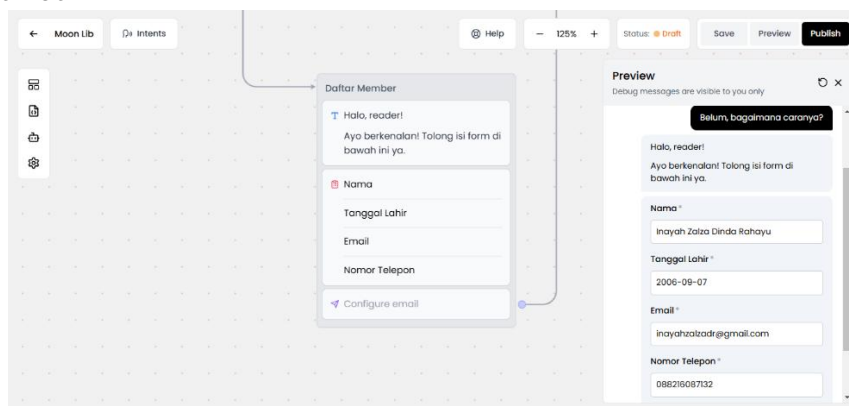 Moon Lib
Intents
Help
125%
Status: Draft
Save
Preview
Publish
Daftar Member
Halo, reader!
Ayo berkenalan! Tolong isi form di
bawah ini ya.
Nama
Tanggal Lahir
Email
Nomor Telepon
Configure email
Preview
Debug messages are visible to you only
Belum, bagaimana caranya?
Halo, reader!
Ayo berkenalan! Tolong isi form di
bawah ini ya.
Nama *
Inayah Zalza Dinda Rahayu
Tanggal Lahir *
2006-09-07
Email *
inayahzalzadr@gmail.com
Nomor Telepon *
088216087132